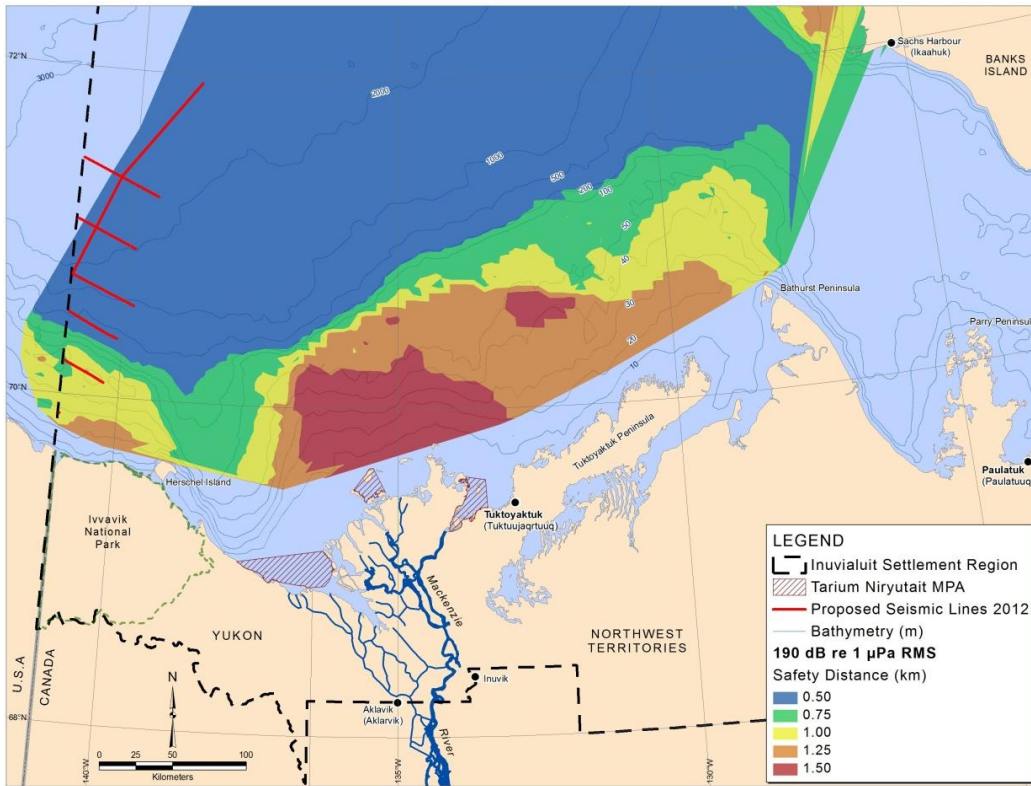 72°N
3000
2000
1000
500
200
100
50
40
30
20
10
Sachs Harbour
(Ikaahuk)
BANKS
ISLAND
Bathurst Peninsula
Parry Peninsula
70°N
Tuktoyaktuk Peninsula
Paulatuk
(Paulatuuq)
Herschel Island
Tuktoyaktuk
(Tuktuujaqrtuuq)
Ivvavik
National
Park
Mackenzie
River
YUKON
NORTHWEST
TERRITORIES
U.S.A
CANADA
Inuvik
Aklavik
(Aklarvik)
N
68°N
0 25 50 100
Kilometers
140°W
135°W
130°W
LEGEND
Inuvialuit Settlement Region
Tarium Niryutait MPA
Proposed Seismic Lines 2012
Bathymetry (m)
190 dB re 1 µPa RMS
Safety Distance (km)
0.50
0.75
1.00
1.25
1.50